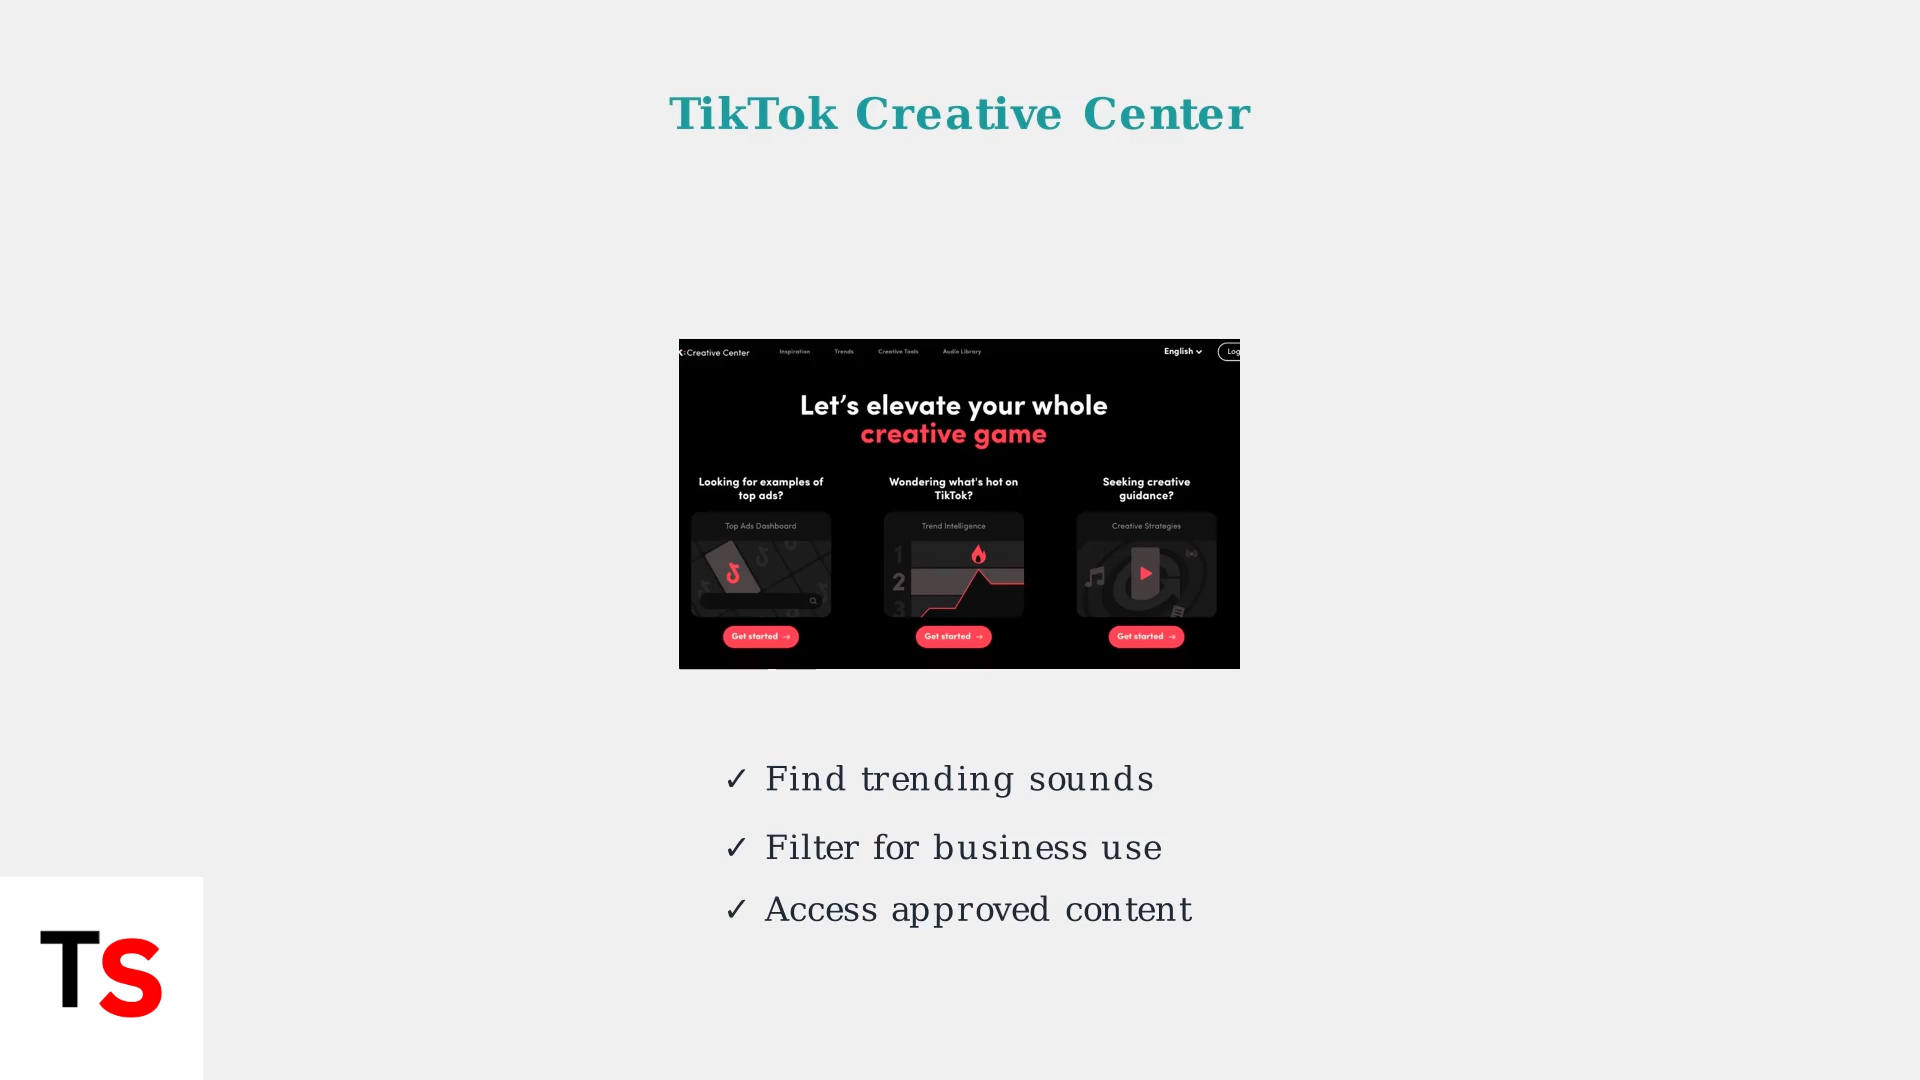 TikTok Creative Center
K: Creative Center
Inspiration
Trends
Creative Tools
Audio Library
English
Log
Let's elevate your whole
creative game
Looking for examples of
top ads?
Top Ads Dashboard
Get started →
Wondering what's hot on
TikTok?
Trend Intelligence
1
2
3
Get started →
Seeking creative
guidance?
Creative Strategies
Get started →
✓ Find trending sounds
✓ Filter for business use
✓ Access approved content
TS